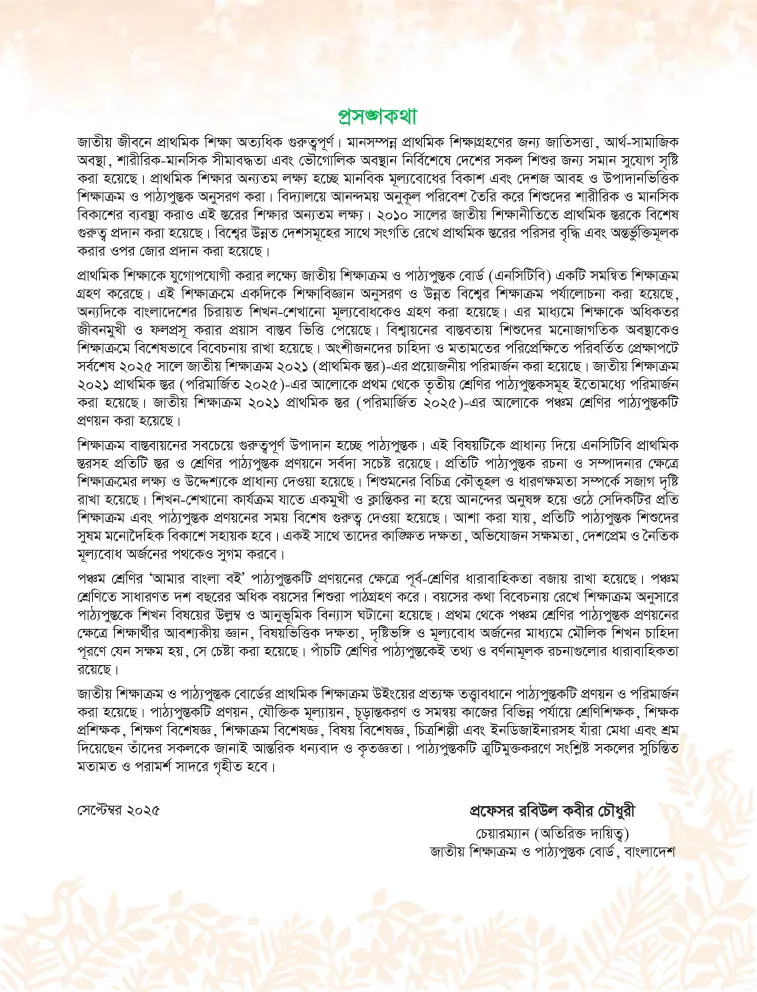 প্রসঙ্গকথা
জাতীয় জীবনে প্রাথমিক শিক্ষা অত্যধিক গুরুত্বপূর্ণ। মানসম্পন্ন প্রাথমিক শিক্ষাগ্রহণের জন্য জাতিসত্তা, আর্থ-সামাজিক
অবস্থা, শারীরিক-মানসিক সীমাবদ্ধতা এবং ভৌগোলিক অবস্থান নির্বিশেষে দেশের সকল শিশুর জন্য সমান সুযোগ সৃষ্টি
করা হয়েছে। প্রাথমিক শিক্ষার অন্যতম লক্ষ্য হচ্ছে মানবিক মূল্যবোধের বিকাশ এবং দেশজ আবহ ও উপাদানভিত্তিক
শিক্ষাক্রম ও পাঠ্যপুস্তক অনুসরণ করা। বিদ্যালয়ে আনন্দময় অনুকূল পরিবেশ তৈরি করে শিশুদের শারীরিক ও মানসিক
বিকাশের ব্যবস্থা করাও এই স্তরের শিক্ষার অন্যতম লক্ষ্য। ২০১০ সালের জাতীয় শিক্ষানীতিতে প্রাথমিক স্তরকে বিশেষ
গুরুত্ব প্রদান করা হয়েছে। বিশ্বের উন্নত দেশসমূহের সাথে সংগতি রেখে প্রাথমিক স্তরের পরিসর বৃদ্ধি এবং অন্তর্ভুক্তিমূলক
করার ওপর জোর প্রদান করা হয়েছে।
প্রাথমিক শিক্ষাকে যুগোপযোগী করার লক্ষ্যে জাতীয় শিক্ষাক্রম ও পাঠ্যপুস্তক বোর্ড (এনসিটিবি) একটি সমন্বিত শিক্ষাক্রম
গ্রহণ করেছে। এই শিক্ষাক্রমে একদিকে শিক্ষাবিজ্ঞান অনুসরণ ও উন্নত বিশ্বের শিক্ষাক্রম পর্যালোচনা করা হয়েছে,
অন্যদিকে বাংলাদেশের চিরায়ত শিখন-শেখানো মূল্যবোধকেও গ্রহণ করা হয়েছে। এর মাধ্যমে শিক্ষাকে অধিকতর
জীবনমুখী ও ফলপ্রসূ করার প্রয়াস বাস্তব ভিত্তি পেয়েছে। বিশ্বায়নের বাস্তবতায় শিশুদের মনোজাগতিক অবস্থাকেও
শিক্ষাক্রমে বিশেষভাবে বিবেচনায় রাখা হয়েছে। অংশীজনদের চাহিদা ও মতামতের পরিপ্রেক্ষিতে পরিবর্তিত প্রেক্ষাপটে
সর্বশেষ ২০২৫ সালে জাতীয় শিক্ষাক্রম ২০২১ (প্রাথমিক স্তর)-এর প্রয়োজনীয় পরিমার্জন করা হয়েছে। জাতীয় শিক্ষাক্রম
২০২১ প্রাথমিক স্তর (পরিমার্জিত ২০২৫)-এর আলোকে প্রথম থেকে তৃতীয় শ্রেণির পাঠ্যপুস্তকসমূহ ইতোমধ্যে পরিমার্জন
করা হয়েছে। জাতীয় শিক্ষাক্রম ২০২১ প্রাথমিক স্তর (পরিমার্জিত ২০২৫)-এর আলোকে পঞ্চম শ্রেণির পাঠ্যপুস্তকটি
প্রণয়ন করা হয়েছে।
শিক্ষাক্রম বাস্তবায়নের সবচেয়ে গুরুত্বপূর্ণ উপাদান হচ্ছে পাঠ্যপুস্তক। এই বিষয়টিকে প্রাধান্য দিয়ে এনসিটিবি প্রাথমিক
স্তরসহ প্রতিটি স্তর ও শ্রেণির পাঠ্যপুস্তক প্রণয়নে সর্বদা সচেষ্ট রয়েছে। প্রতিটি পাঠ্যপুস্তক রচনা ও সম্পাদনার ক্ষেত্রে
শিক্ষাক্রমের লক্ষ্য ও উদ্দেশ্যকে প্রাধান্য দেওয়া হয়েছে। শিশুমনের বিচিত্র কৌতূহল ও ধারণক্ষমতা সম্পর্কে সজাগ দৃষ্টি
রাখা হয়েছে। শিখন-শেখানো কার্যক্রম যাতে একমুখী ও ক্লান্তিকর না হয়ে আনন্দের অনুষঙ্গ হয়ে ওঠে সেদিকটির প্রতি
শিক্ষাক্রম এবং পাঠ্যপুস্তক প্রণয়নের সময় বিশেষ গুরুত্ব দেওয়া হয়েছে। আশা করা যায়, প্রতিটি পাঠ্যপুস্তক শিশুদের
সুষম মনোদৈহিক বিকাশে সহায়ক হবে। একই সাথে তাদের কাঙ্ক্ষিত দক্ষতা, অভিযোজন সক্ষমতা, দেশপ্রেম ও নৈতিক
মূল্যবোধ অর্জনের পথকেও সুগম করবে।
পঞ্চম শ্রেণির ‘আমার বাংলা বই’ পাঠ্যপুস্তকটি প্রণয়নের ক্ষেত্রে পূর্ব-শ্রেণির ধারাবাহিকতা বজায় রাখা হয়েছে। পঞ্চম
শ্রেণিতে সাধারণত দশ বছরের অধিক বয়সের শিশুরা পাঠগ্রহণ করে। বয়সের কথা বিবেচনায় রেখে শিক্ষাক্রম অনুসারে
পাঠ্যপুস্তকে শিখন বিষয়ের উল্লম্ব ও আনুভূমিক বিন্যাস ঘটানো হয়েছে। প্রথম থেকে পঞ্চম শ্রেণির পাঠ্যপুস্তক প্রণয়নের
ক্ষেত্রে শিক্ষার্থীর আবশ্যকীয় জ্ঞান, বিষয়ভিত্তিক দক্ষতা, দৃষ্টিভঙ্গি ও মূল্যবোধ অর্জনের মাধ্যমে মৌলিক শিখন চাহিদা
পূরণে যেন সক্ষম হয়, সে চেষ্টা করা হয়েছে। পাঁচটি শ্রেণির পাঠ্যপুস্তকেই তথ্য ও বর্ণনামূলক রচনাগুলোর ধারাবাহিকতা
রয়েছে।
জাতীয় শিক্ষাক্রম ও পাঠ্যপুস্তক বোর্ডের প্রাথমিক শিক্ষাক্রম উইংয়ের প্রত্যক্ষ তত্ত্বাবধানে পাঠ্যপুস্তকটি প্রণয়ন ও পরিমার্জন
করা হয়েছে। পাঠ্যপুস্তকটি প্রণয়ন, যৌক্তিক মূল্যায়ন, চূড়ান্তকরণ ও সমন্বয় কাজের বিভিন্ন পর্যায়ে শ্রেণিশিক্ষক, শিক্ষক
প্রশিক্ষক, শিক্ষণ বিশেষজ্ঞ, শিক্ষাক্রম বিশেষজ্ঞ, বিষয় বিশেষজ্ঞ, চিত্রশিল্পী এবং ইনডিজাইনারসহ যাঁরা মেধা এবং শ্রম
দিয়েছেন তাঁদের সকলকে জানাই আন্তরিক ধন্যবাদ ও কৃতজ্ঞতা। পাঠ্যপুস্তকটি ত্রুটিমুক্তকরণে সংশ্লিষ্ট সকলের সুচিন্তিত
মতামত ও পরামর্শ সাদরে গৃহীত হবে।
সেপ্টেম্বর ২০২৫
প্রফেসর রবিউল কবীর চৌধুরী
চেয়ারম্যান (অতিরিক্ত দায়িত্ব)
জাতীয় শিক্ষাক্রম ও পাঠ্যপুস্তক বোর্ড, বাংলাদেশ